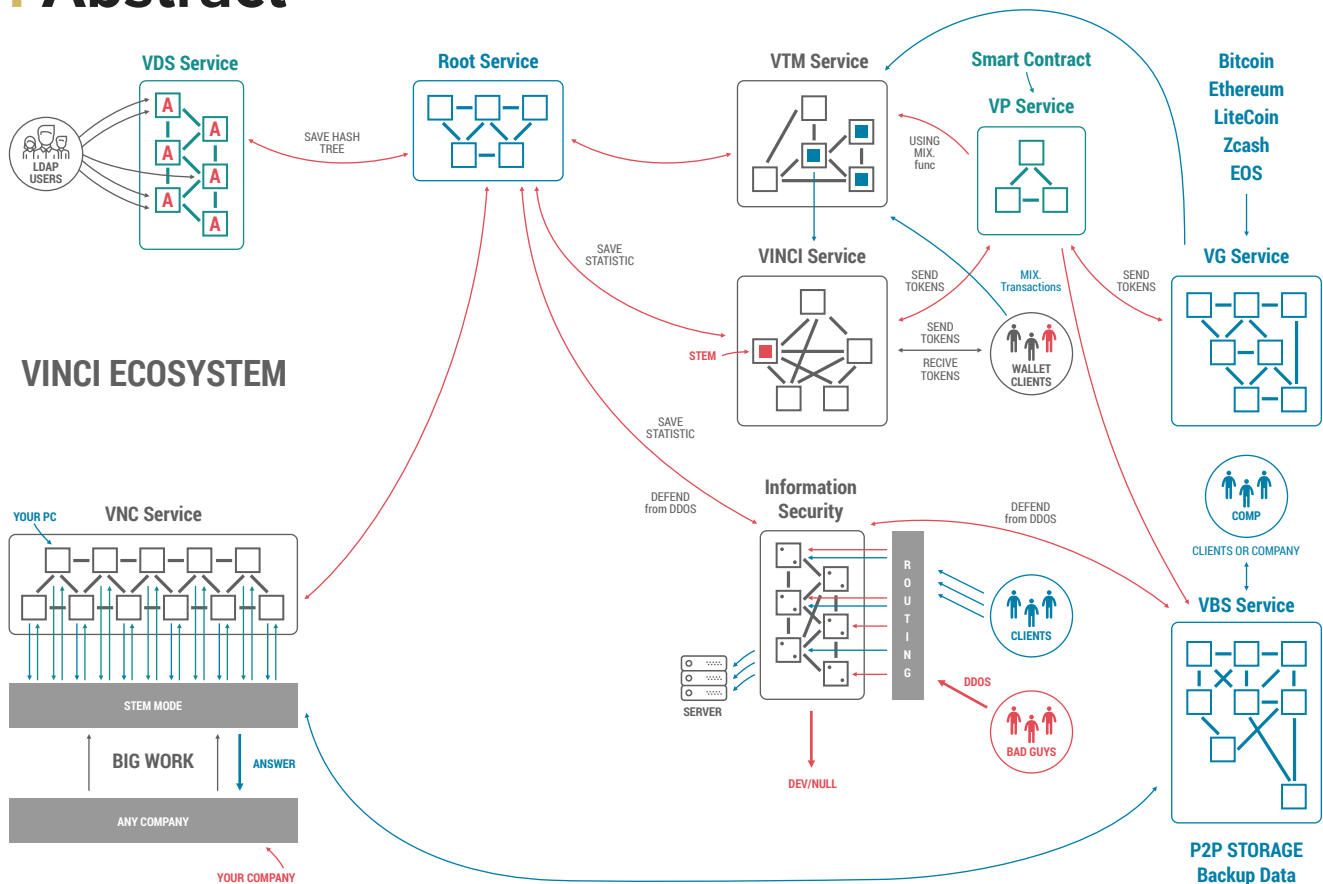 Abstract
VDS Service
Root Service
VTM Service
Smart Contract
VP Service
Bitcoin
Ethereum
LiteCoin
Zcash
EOS
LDAP
USERS
A
A
A
A
A
A
SAVE HASH
TREE
USING
MIX.
func
SAVE
STATISTIC
VINCI Service
SEND
TOKENS
MIX.
Transactions
SEND
TOKENS
VG Service
STEM
SEND
TOKENS
RECIVE
TOKENS
WALLET
CLIENTS
VINCI ECOSYSTEM
SAVE
STATISTIC
DEFEND
from DDOS
Information
Security
DEFEND
from DDOS
COMP
CLIENTS OR COMPANY
VBS Service
YOUR PC
VNC Service
ROUTING
CLIENTS
SERVER
DDOS
BAD GUYS
DEV/NULL
STEM MODE
BIG WORK
ANSWER
ANY COMPANY
YOUR COMPANY
P2P STORAGE
Backup Data